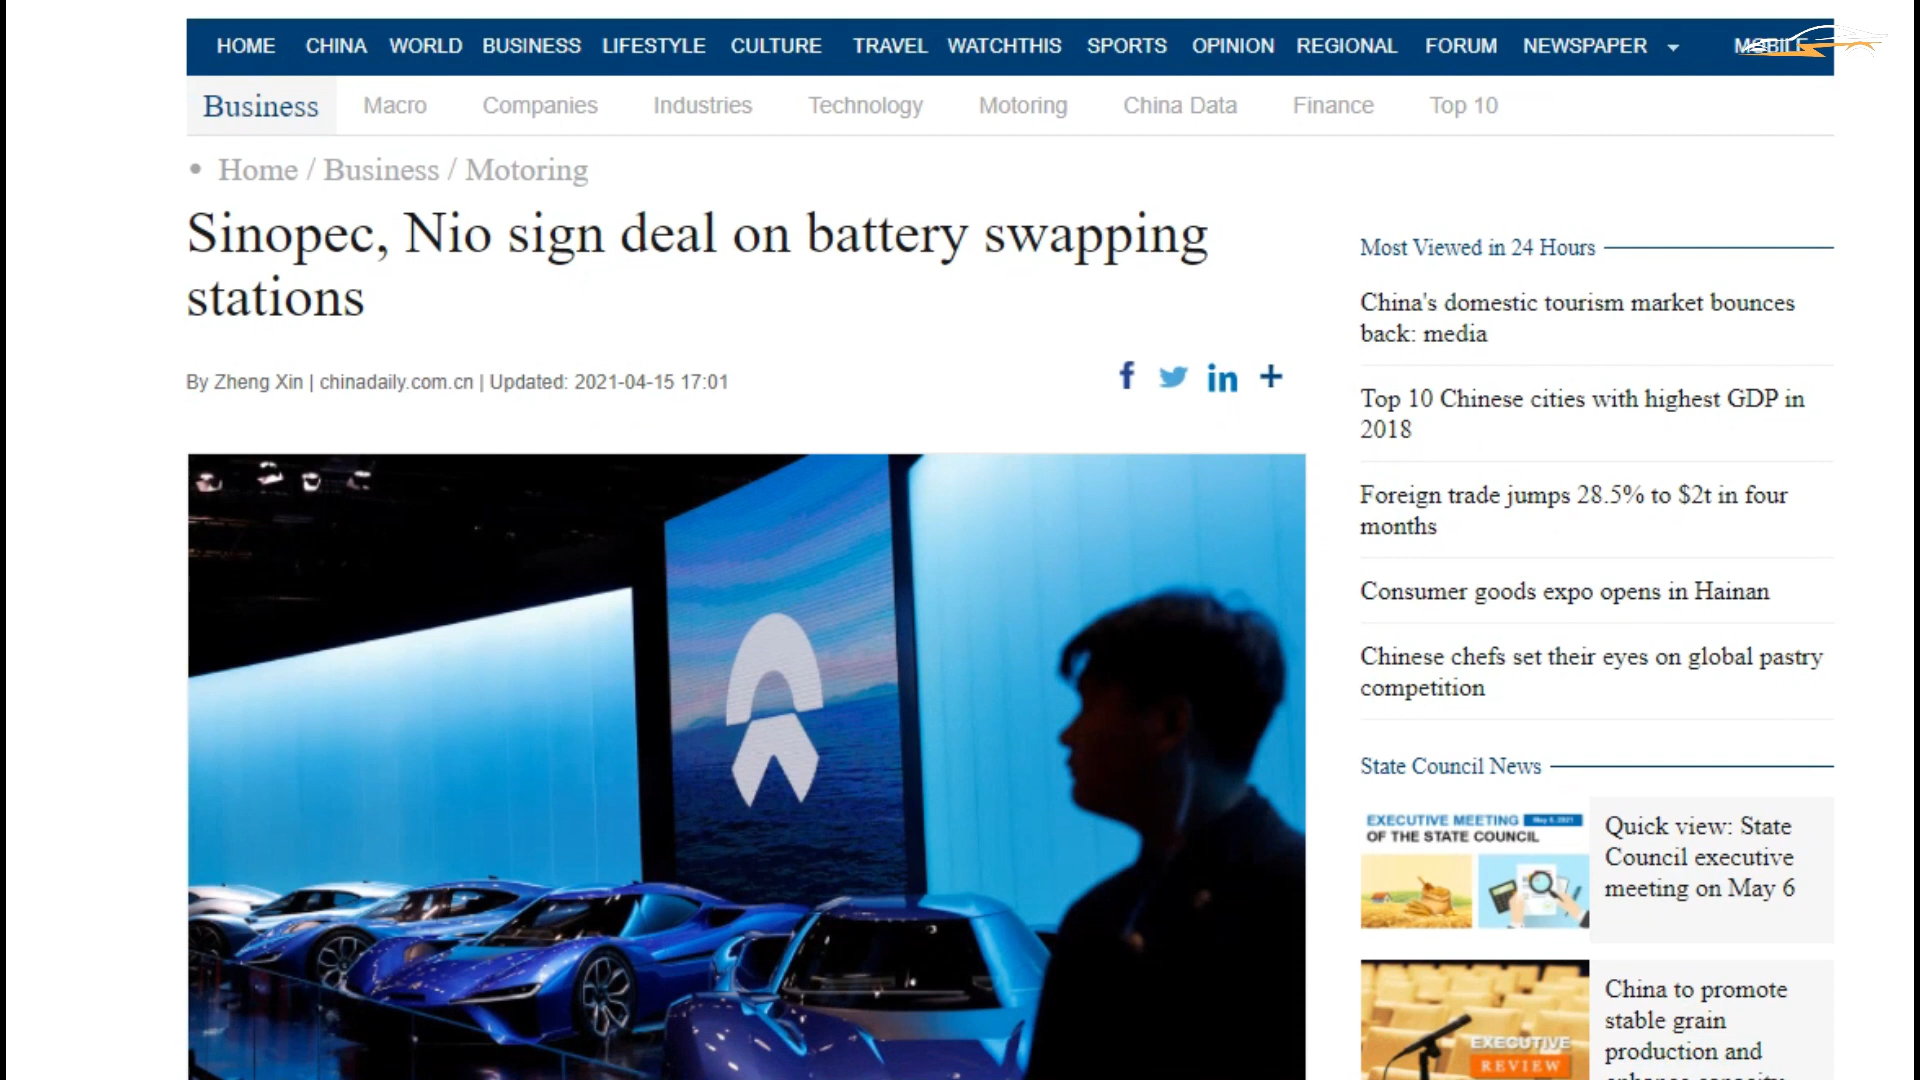 HOME CHINA WORLD BUSINESS LIFESTYLE CULTURE TRAVEL WATCHTHIS SPORTS OPINION REGIONAL FORUM NEWSPAPER MOBILE
Business Macro Companies Industries Technology Motoring China Data Finance Top 10
• Home / Business / Motoring
Sinopec, Nio sign deal on battery swapping
stations
By Zheng Xin | chinadaily.com.cn | Updated: 2021-04-15 17:01
Most Viewed in 24 Hours
China's domestic tourism market bounces
back: media
Top 10 Chinese cities with highest GDP in
2018
Foreign trade jumps 28.5% to $2t in four
months
Consumer goods expo opens in Hainan
Chinese chefs set their eyes on global pastry
competition
State Council News
EXECUTIVE MEETING May 6, 2021
OF THE STATE COUNCIL
Quick view: State
Council executive
meeting on May 6
EXECUTIVE
REVIEW
China to promote
stable grain
production and
enhance capacity